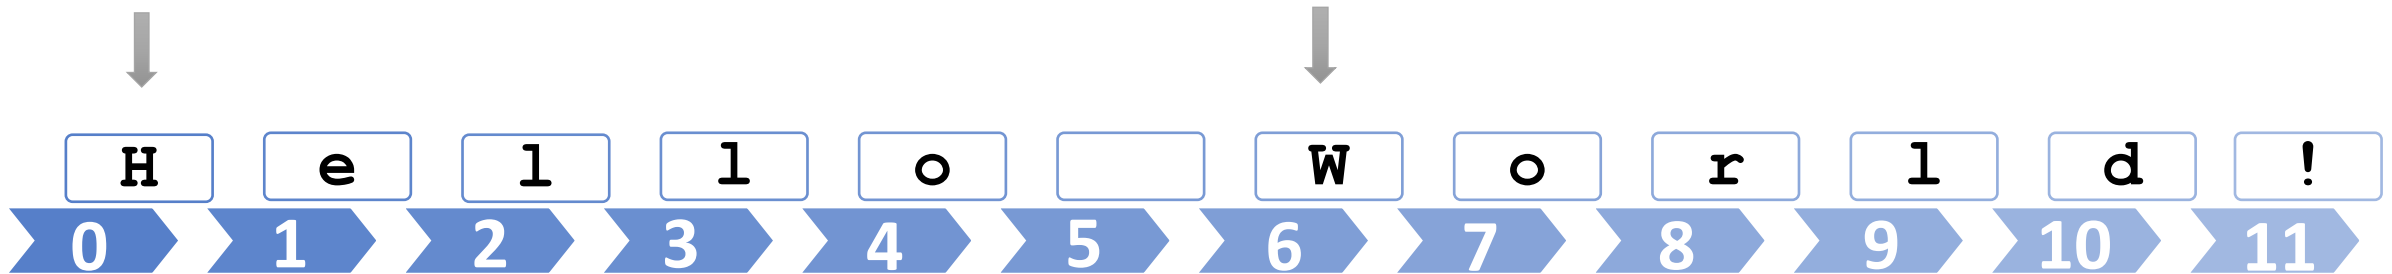 H e l l o W o r l d !
0 1 2 3 4 5 6 7 8 9 10 11